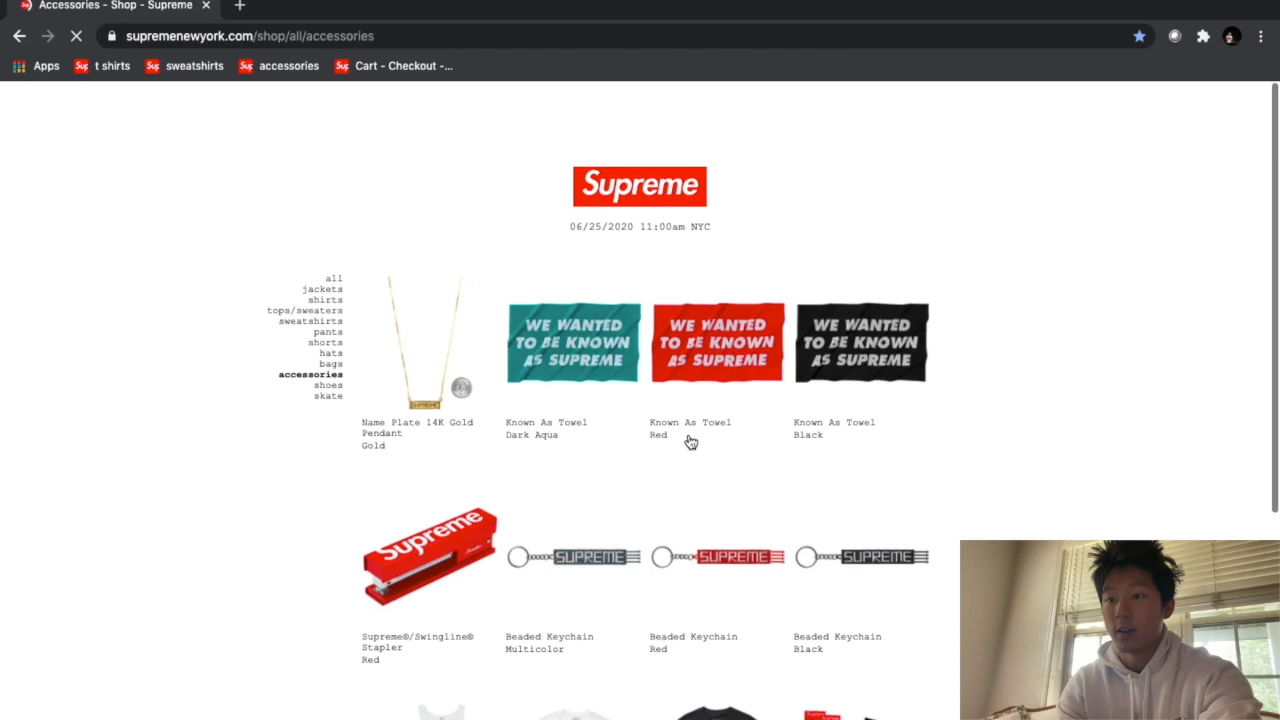 Accessories - Shop - Supreme
supremenewyork.com/shop/all/accessories
Apps
Sup
t shirts
Sup
sweatshirts
Sup
accessories
Sup
Cart - Checkout -...
Supreme
06/25/2020 11:00am NYC
all
jackets
shirts
tops/sweaters
sweatshirts
pants
shorts
hats
bags
accessories
shoes
skate
WE WANTED
TO BE KNOWN
AS SUPREME
WE WANTED
TO BE KNOWN
AS SUPREME
WE WANTED
TO BE KNOWN
AS SUPREME
Name Plate 14K Gold
Pendant
Gold
Known As Towel
Dark Aqua
Known As Towel
Red
Known As Towel
Black
Supreme
SUPREME
SUPREME
SUPREME
Supreme®/Swingline®
Stapler
Red
Beaded Keychain
Multicolor
Beaded Keychain
Red
Beaded Keychain
Black